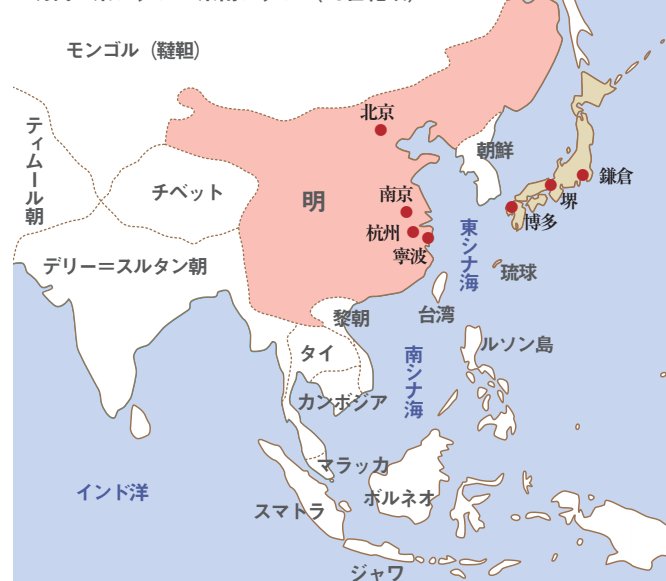 モンゴル（韃靼）
北京
ティムール朝
朝鮮
鎌倉
チベット
明
南京
堺
博多
杭州
東シナ海
寧波
デリー＝スルタン朝
琉球
黎朝
台湾
タイ
南シナ海
ルソン島
カンボジア
マラッカ
インド洋
ボルネオ
スマトラ
ジャワ